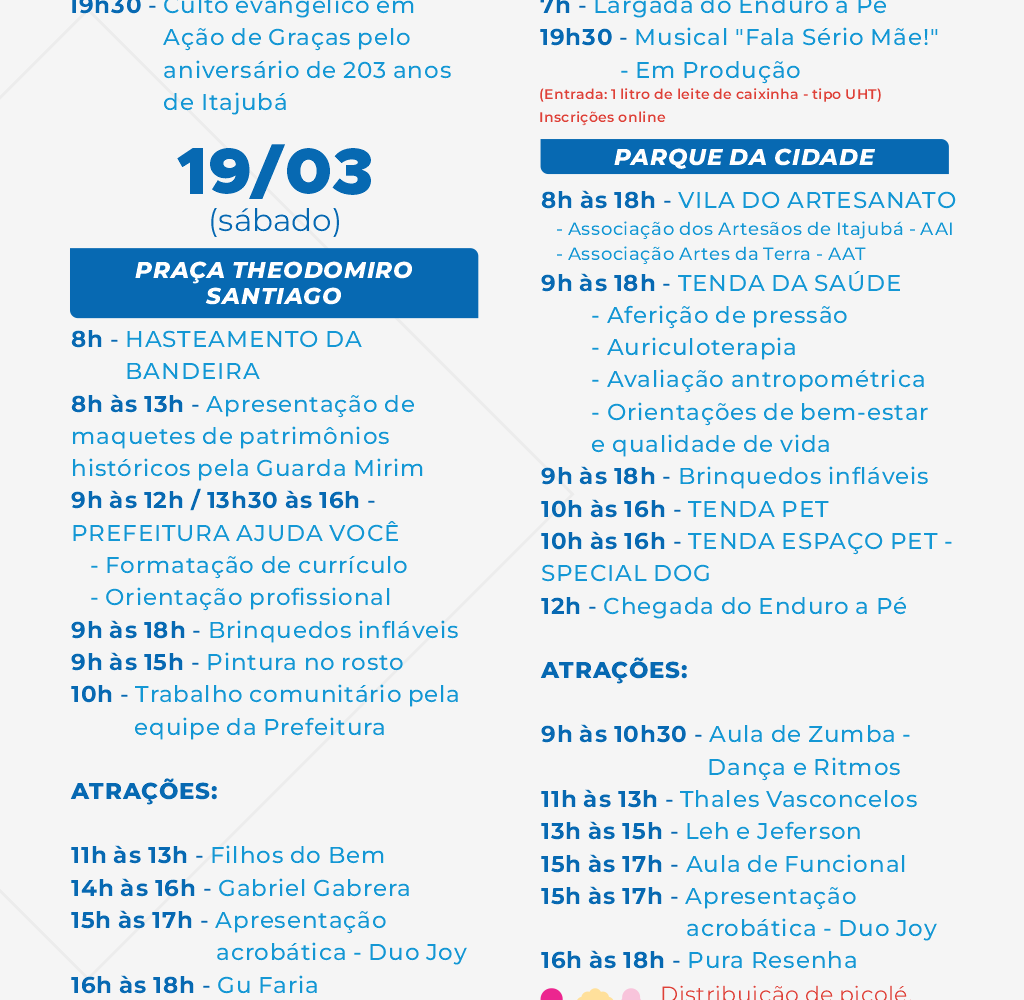 19h30 - Culto evangélico em
Ação de Graças pelo
aniversário de 203 anos
de Itajubá
19/03
(sábado)
PRAÇA THEODOMIRO
SANTIAGO
8h - HASTEAMENTO DA
BANDEIRA
8h às 13h - Apresentação de
maquetes de patrimônios
históricos pela Guarda Mirim
9h às 12h / 13h30 às 16h -
PREFEITURA AJUDA VOCÊ
- Formatação de currículo
- Orientação profissional
9h às 18h - Brinquedos infláveis
9h às 15h - Pintura no rosto
10h - Trabalho comunitário pela
equipe da Prefeitura
ATRAÇÕES:
11h às 13h - Filhos do Bem
14h às 16h - Gabriel Gabrera
15h às 17h - Apresentação
acrobática - Duo Joy
16h às 18h - Gu Faria
7h - Largada do Enduro a Pé
19h30 - Musical "Fala Sério Mãe!"
- Em Produção
(Entrada: 1 litro de leite de caixinha - tipo UHT)
Inscrições online
PARQUE DA CIDADE
8h às 18h - VILA DO ARTESANATO
- Associação dos Artesãos de Itajubá - AAI
- Associação Artes da Terra - AAT
9h às 18h - TENDA DA SAÚDE
- Aferição de pressão
- Auriculoterapia
- Avaliação antropométrica
- Orientações de bem-estar
e qualidade de vida
9h às 18h - Brinquedos infláveis
10h às 16h - TENDA PET
10h às 16h - TENDA ESPAÇO PET -
SPECIAL DOG
12h - Chegada do Enduro a Pé
ATRAÇÕES:
9h às 10h30 - Aula de Zumba -
Dança e Ritmos
11h às 13h - Thales Vasconcelos
13h às 15h - Leh e Jeferson
15h às 17h - Aula de Funcional
15h às 17h - Apresentação
acrobática - Duo Joy
16h às 18h - Pura Resenha
Distribuição de picolé,